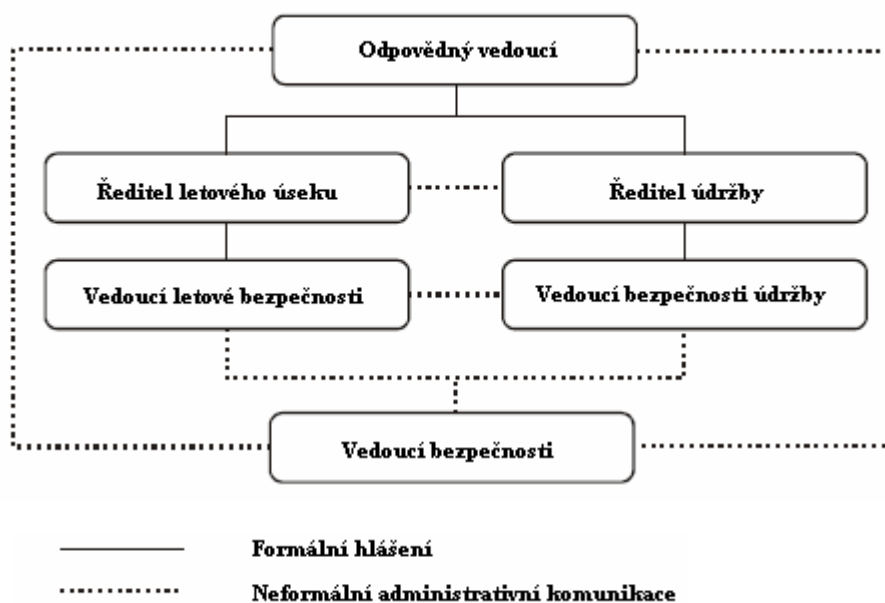 Odpovědný vedoucí
Ředitel letového úseku
Ředitel údržby
Vedoucí letové bezpečnosti
Vedoucí bezpečnosti údržby
Vedoucí bezpečnosti
Formální hlášení
Neformální administrativní komunikace